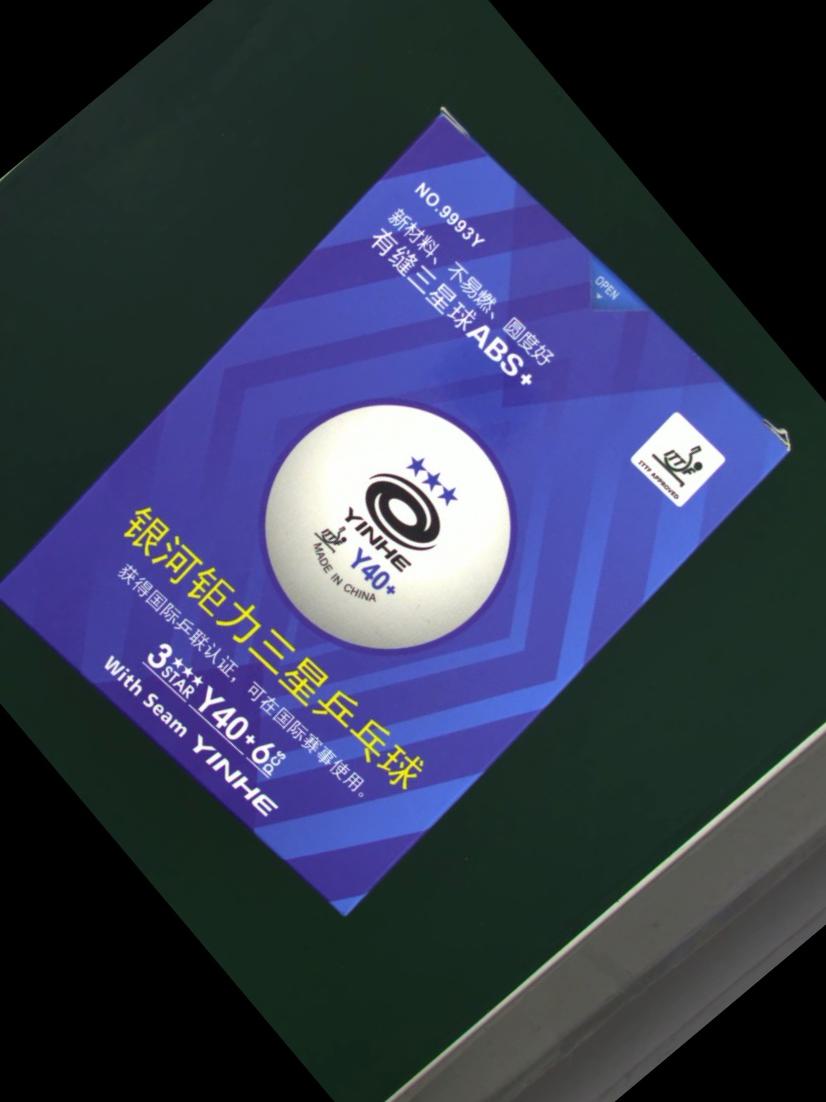 NO.9993Y
新材料、不易燃、圆度好
有缝三星球ABS+
OPEN
ITTF
ITTF APPROVED
★★★
YINHE
ITTF Y40+
MADE IN CHINA
银河钜力三星乒乓球
获得国际乒联认证，可在国际赛事使用。
3★★★STAR Y40+6PCS
With Seam YINHE